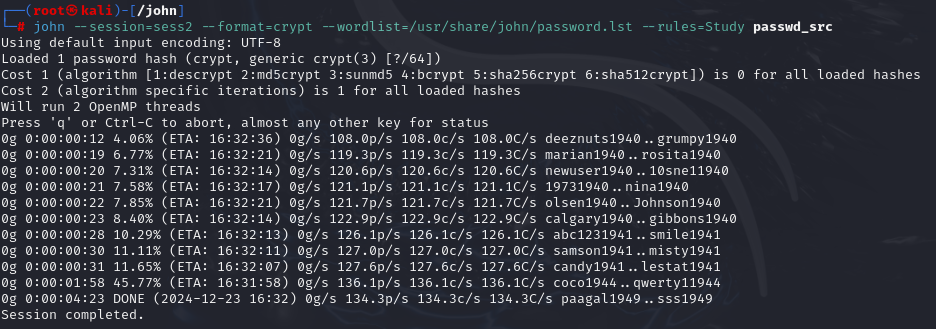 ┌──(root㉿kali)-[/john]
└─# john --session=sess2 --format=crypt --wordlist=/usr/share/john/password.lst --rules=Study passwd_src
Using default input encoding: UTF-8
Loaded 1 password hash (crypt, generic crypt(3) [?/64])
Cost 1 (algorithm [1:descrypt 2:md5crypt 3:sunmd5 4:bcrypt 5:sha256crypt 6:sha512crypt]) is 0 for all loaded hashes
Cost 2 (algorithm specific iterations) is 1 for all loaded hashes
Will run 2 OpenMP threads
Press 'q' or Ctrl-C to abort, almost any other key for status
0g 0:00:00:12 4.06% (ETA: 16:32:36) 0g/s 108.0p/s 108.0c/s 108.0C/s deeznuts1940..grumpy1940
0g 0:00:00:19 6.77% (ETA: 16:32:21) 0g/s 119.3p/s 119.3c/s 119.3C/s marian1940..rosita1940
0g 0:00:00:20 7.31% (ETA: 16:32:14) 0g/s 120.6p/s 120.6c/s 120.6C/s newuser1940..10sne11940
0g 0:00:00:21 7.58% (ETA: 16:32:17) 0g/s 121.1p/s 121.1c/s 121.1C/s 19731940..nina1940
0g 0:00:00:22 7.85% (ETA: 16:32:14) 0g/s 121.7p/s 121.7c/s 121.7C/s olsen1940..Johnson1940
0g 0:00:00:23 8.40% (ETA: 16:32:14) 0g/s 122.9p/s 122.9c/s 122.9C/s calgary1940..gibbons1940
0g 0:00:00:28 10.29% (ETA: 16:32:13) 0g/s 126.1p/s 126.1c/s 126.1C/s abc1231941..smile1941
0g 0:00:00:30 11.11% (ETA: 16:32:11) 0g/s 127.0p/s 127.0c/s 127.0C/s samson1941..misty1941
0g 0:00:00:31 11.65% (ETA: 16:32:07) 0g/s 127.6p/s 127.6c/s 127.6C/s candy1941..lestat1941
0g 0:00:01:58 45.77% (ETA: 16:31:58) 0g/s 136.1p/s 136.1c/s 136.1C/s coco1944..qwerty11944
0g 0:00:04:23 DONE (2024-12-23 16:32) 0g/s 134.3p/s 134.3c/s 134.3C/s paagal1949..sss1949
Session completed.